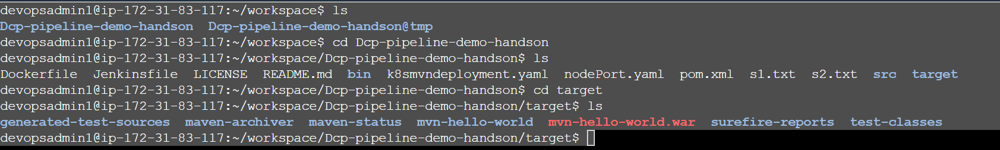 devopsadmin1@ip-172-31-83-117:~/workspace$ ls
Dcp-pipeline-demo-handson  Dcp-pipeline-demo-handson@tmp
devopsadmin1@ip-172-31-83-117:~/workspace$ cd Dcp-pipeline-demo-handson
devopsadmin1@ip-172-31-83-117:~/workspace/Dcp-pipeline-demo-handson$ ls
Dockerfile  Jenkinsfile  LICENSE  README.md  bin  k8smvndeployment.yaml  nodePort.yaml  pom.xml  s1.txt  s2.txt  src  target
devopsadmin1@ip-172-31-83-117:~/workspace/Dcp-pipeline-demo-handson$ cd target
devopsadmin1@ip-172-31-83-117:~/workspace/Dcp-pipeline-demo-handson/target$ ls
generated-test-sources  maven-archiver  maven-status  mvn-hello-world  mvn-hello-world.war  surefire-reports  test-classes
devopsadmin1@ip-172-31-83-117:~/workspace/Dcp-pipeline-demo-handson/target$